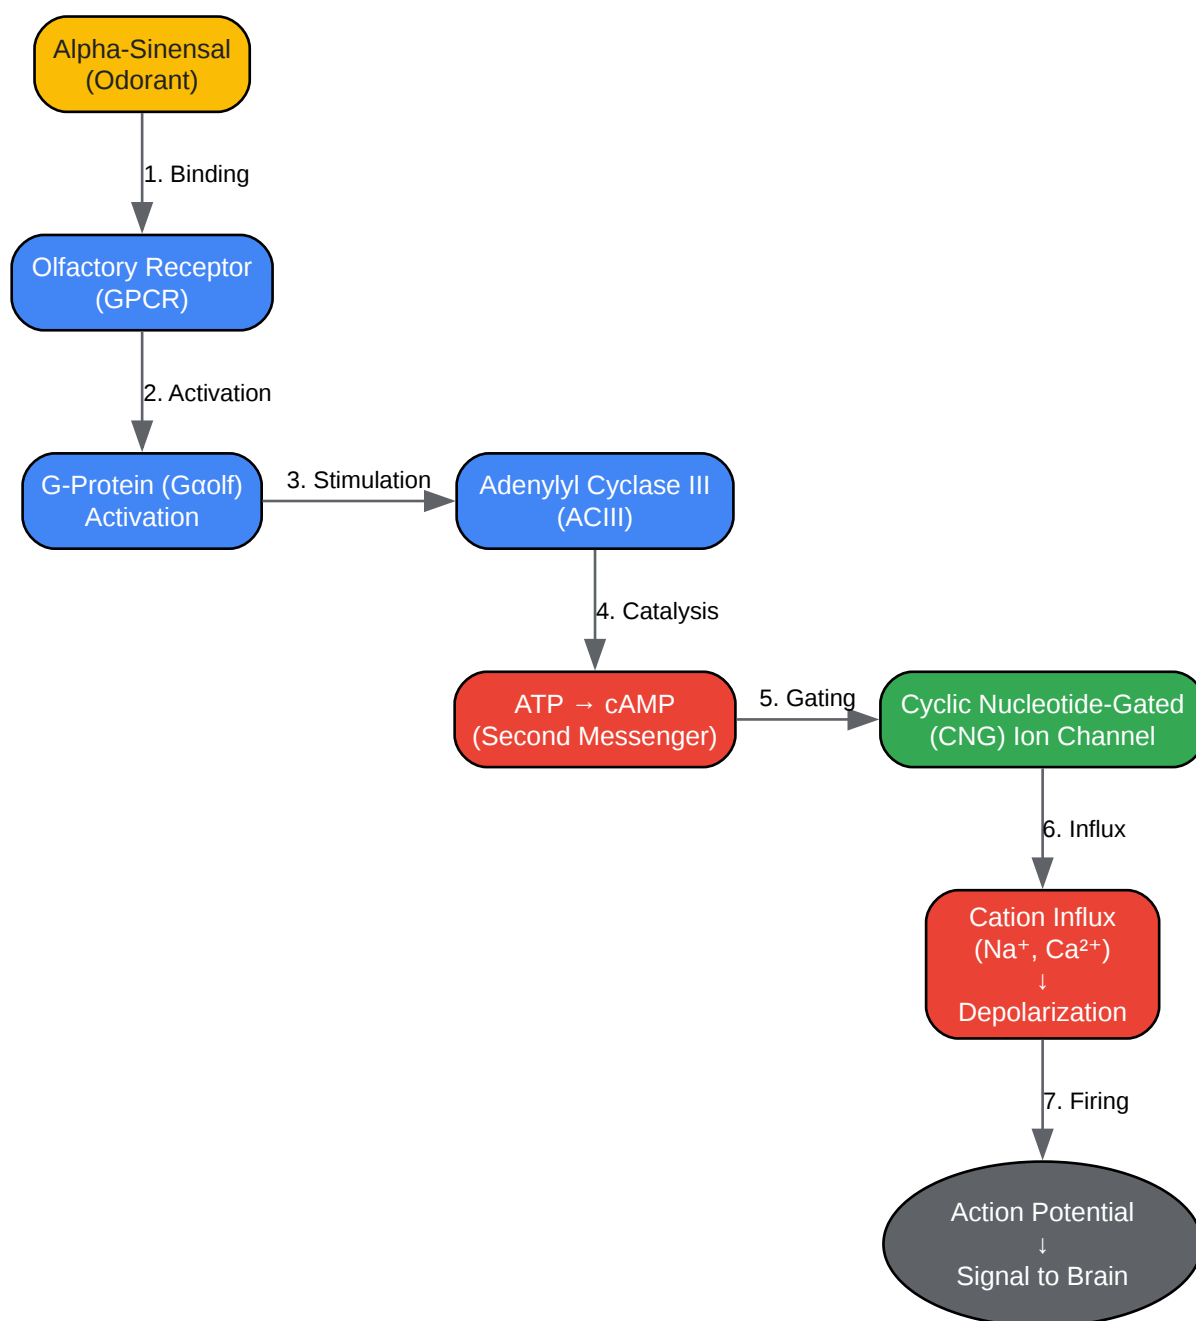 Alpha-Sinensal
(Odorant)
1. Binding
Olfactory Receptor
(GPCR)
2. Activation
G-Protein (Gαolf)
Activation
3. Stimulation
Adenylyl Cyclase III
(ACIII)
4. Catalysis
ATP → cAMP
(Second Messenger)
5. Gating
Cyclic Nucleotide-Gated
(CNG) Ion Channel
6. Influx
Cation Influx
(Na⁺, Ca²⁺)
↓
Depolarization
7. Firing
Action Potential
↓
Signal to Brain